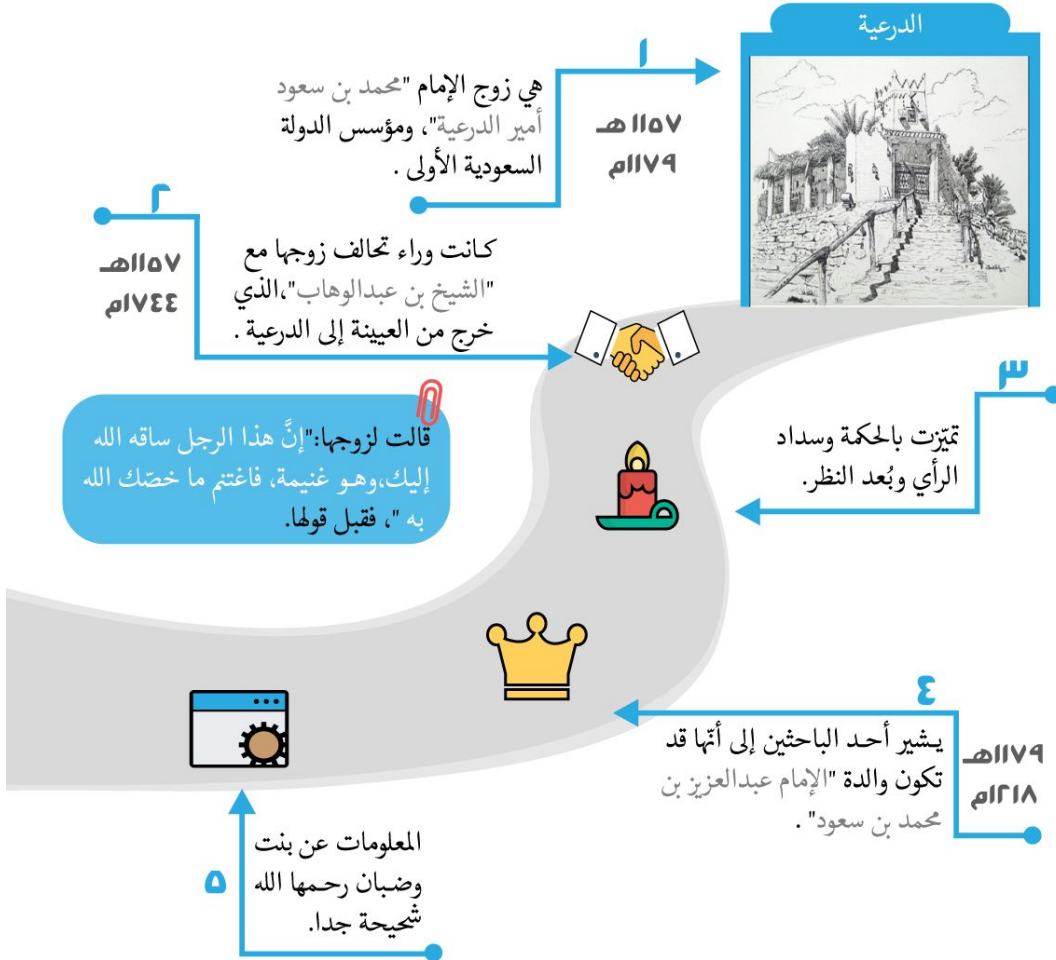 الدرعية
١
هي زوج الإمام "محمد بن سعود
أمير الدرعية"، ومؤسس الدولة
السعودية الأولى .
١١٥٧ هـ
١١٧٩م
٢
كانت وراء تحالف زوجها مع
"الشيخ بن عبدالوهاب"،الذي
خرج من العيينة إلى الدرعية .
١١٥٧هـ
١٧٤٤م
قالت لزوجها:"إنَّ هذا الرجل ساقه الله
إليك،وهو غنيمة، فاغتنم ما خصّك الله
به "، فقبل قولها.
٣
تميّزت بالحكمة وسداد
الرأي وبُعد النظر.
٤
يشير أحد الباحثين إلى أنّها قد
تكون والدة "الإمام عبدالعزيز بن
محمد بن سعود" .
١١٧٩هـ
١٢١٨م
٥
المعلومات عن بنت
وضبان رحمها الله
شحيحة جدا.